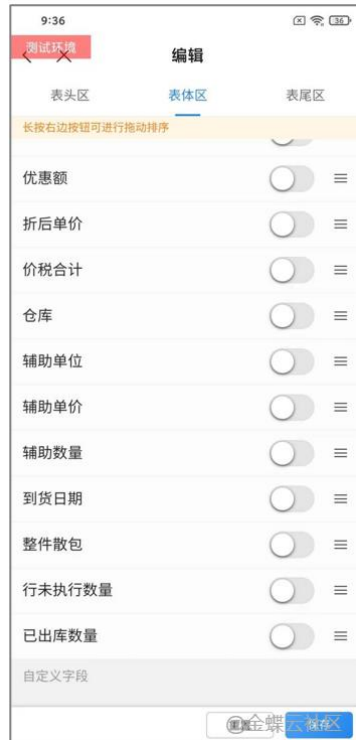 9:36
36
测试环境
编辑
表头区 表体区 表尾区
长按右边按钮可进行拖动排序
优惠额
折后单价
价税合计
仓库
辅助单位
辅助单价
辅助数量
到货日期
整件散包
行未执行数量
已出库数量
自定义字段
重置 保存
@金蝶云社区